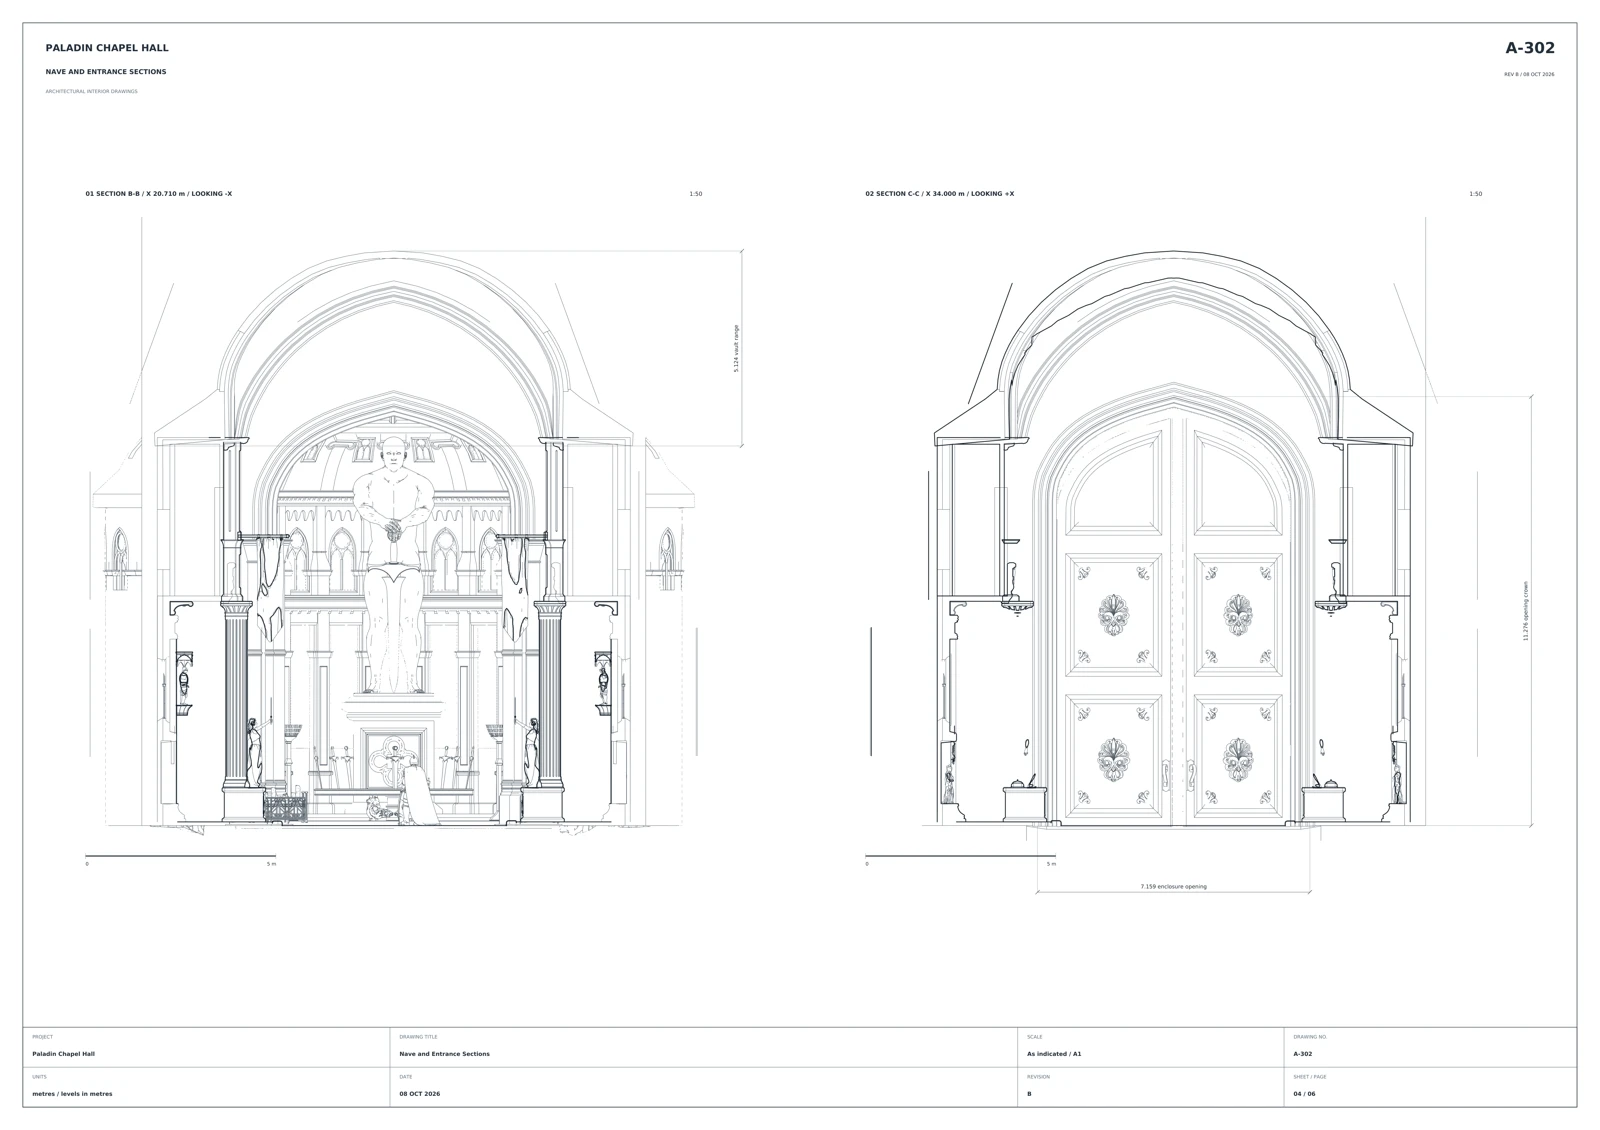 PALADIN CHAPEL HALL
A-302
NAVE AND ENTRANCE SECTIONS
REV B / 08 OCT 2026
ARCHITECTURAL INTERIOR DRAWINGS
01 SECTION B-B / X 20.710 m / LOOKING -X
1:50
02 SECTION C-C / X 34.000 m / LOOKING +X
1:50
5.124 vault range
11.276 opening crown
0
5 m
0
5 m
7.159 enclosure opening
PROJECT
Paladin Chapel Hall
DRAWING TITLE
Nave and Entrance Sections
SCALE
As indicated / A1
DRAWING NO.
A-302
UNITS
metres / levels in metres
DATE
08 OCT 2026
REVISION
B
SHEET / PAGE
04 / 06